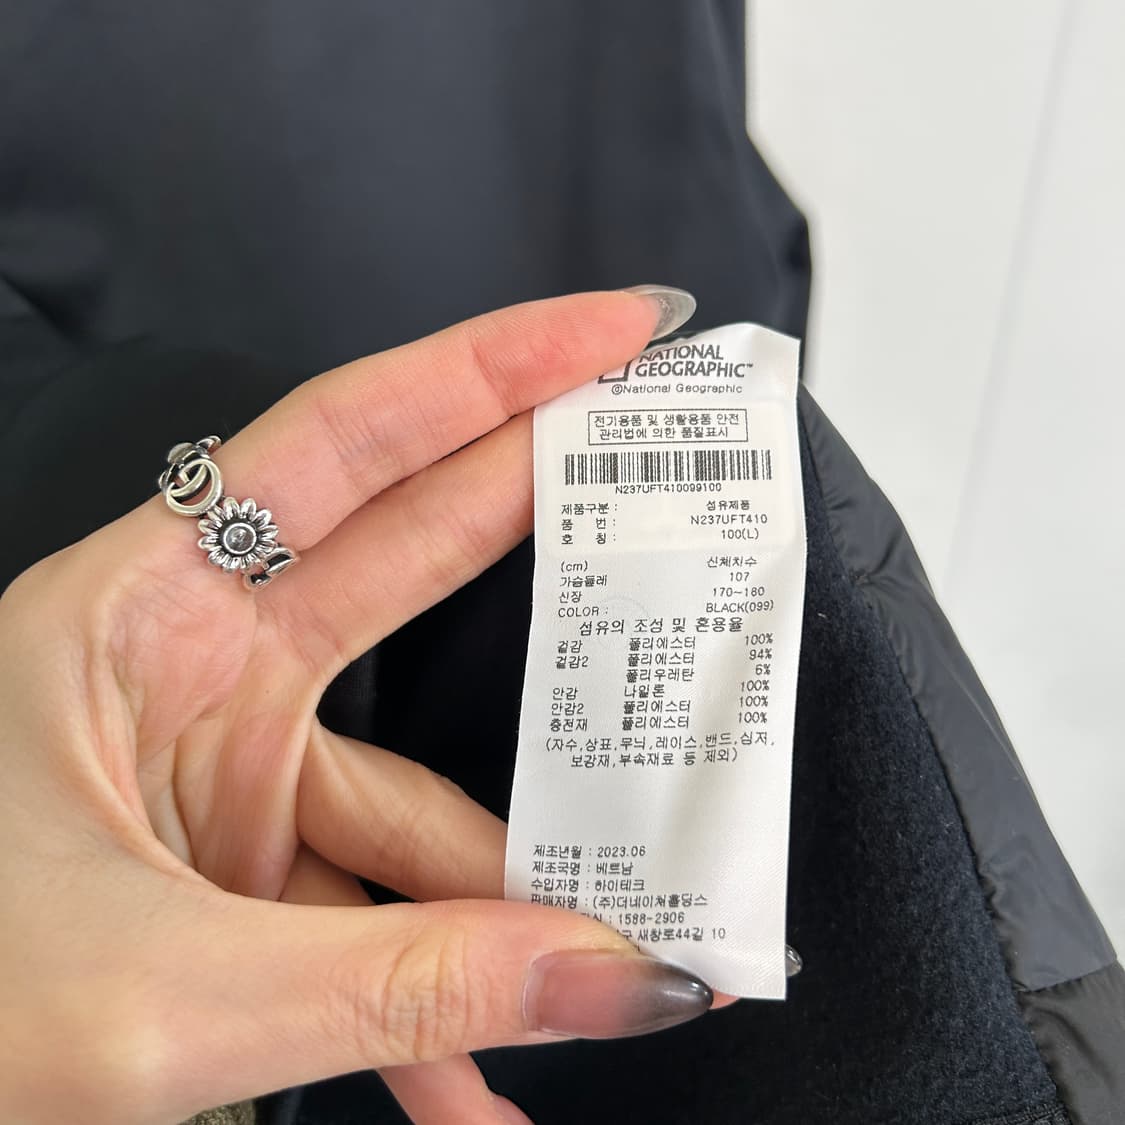 NATIONAL
GEOGRAPHIC™
©National Geographic
전기용품 및 생활용품 안전
관리법에 의한 품질표시
N237UFT410099100
제품구분 : 섬유제품
품 번 : N237UFT410
호 칭 : 100(L)
(cm) 신체치수
가슴둘레 107
신장 170~180
COLOR : BLACK(099)
섬유의 조성 및 혼용율
겉감 폴리에스터 100%
겉감2 폴리에스터 94%
폴리우레탄 6%
안감 나일론 100%
안감2 폴리에스터 100%
충전재 폴리에스터 100%
(자수,상표,무늬,레이스,밴드,심저,
보강재,부속재료 등 제외)
제조년월 : 2023.06
제조국명 : 베트남
수입자명 : 하이테크
판매자명 : (주)더네이쳐홀딩스
: 1588-2906
구 새창로44길 10